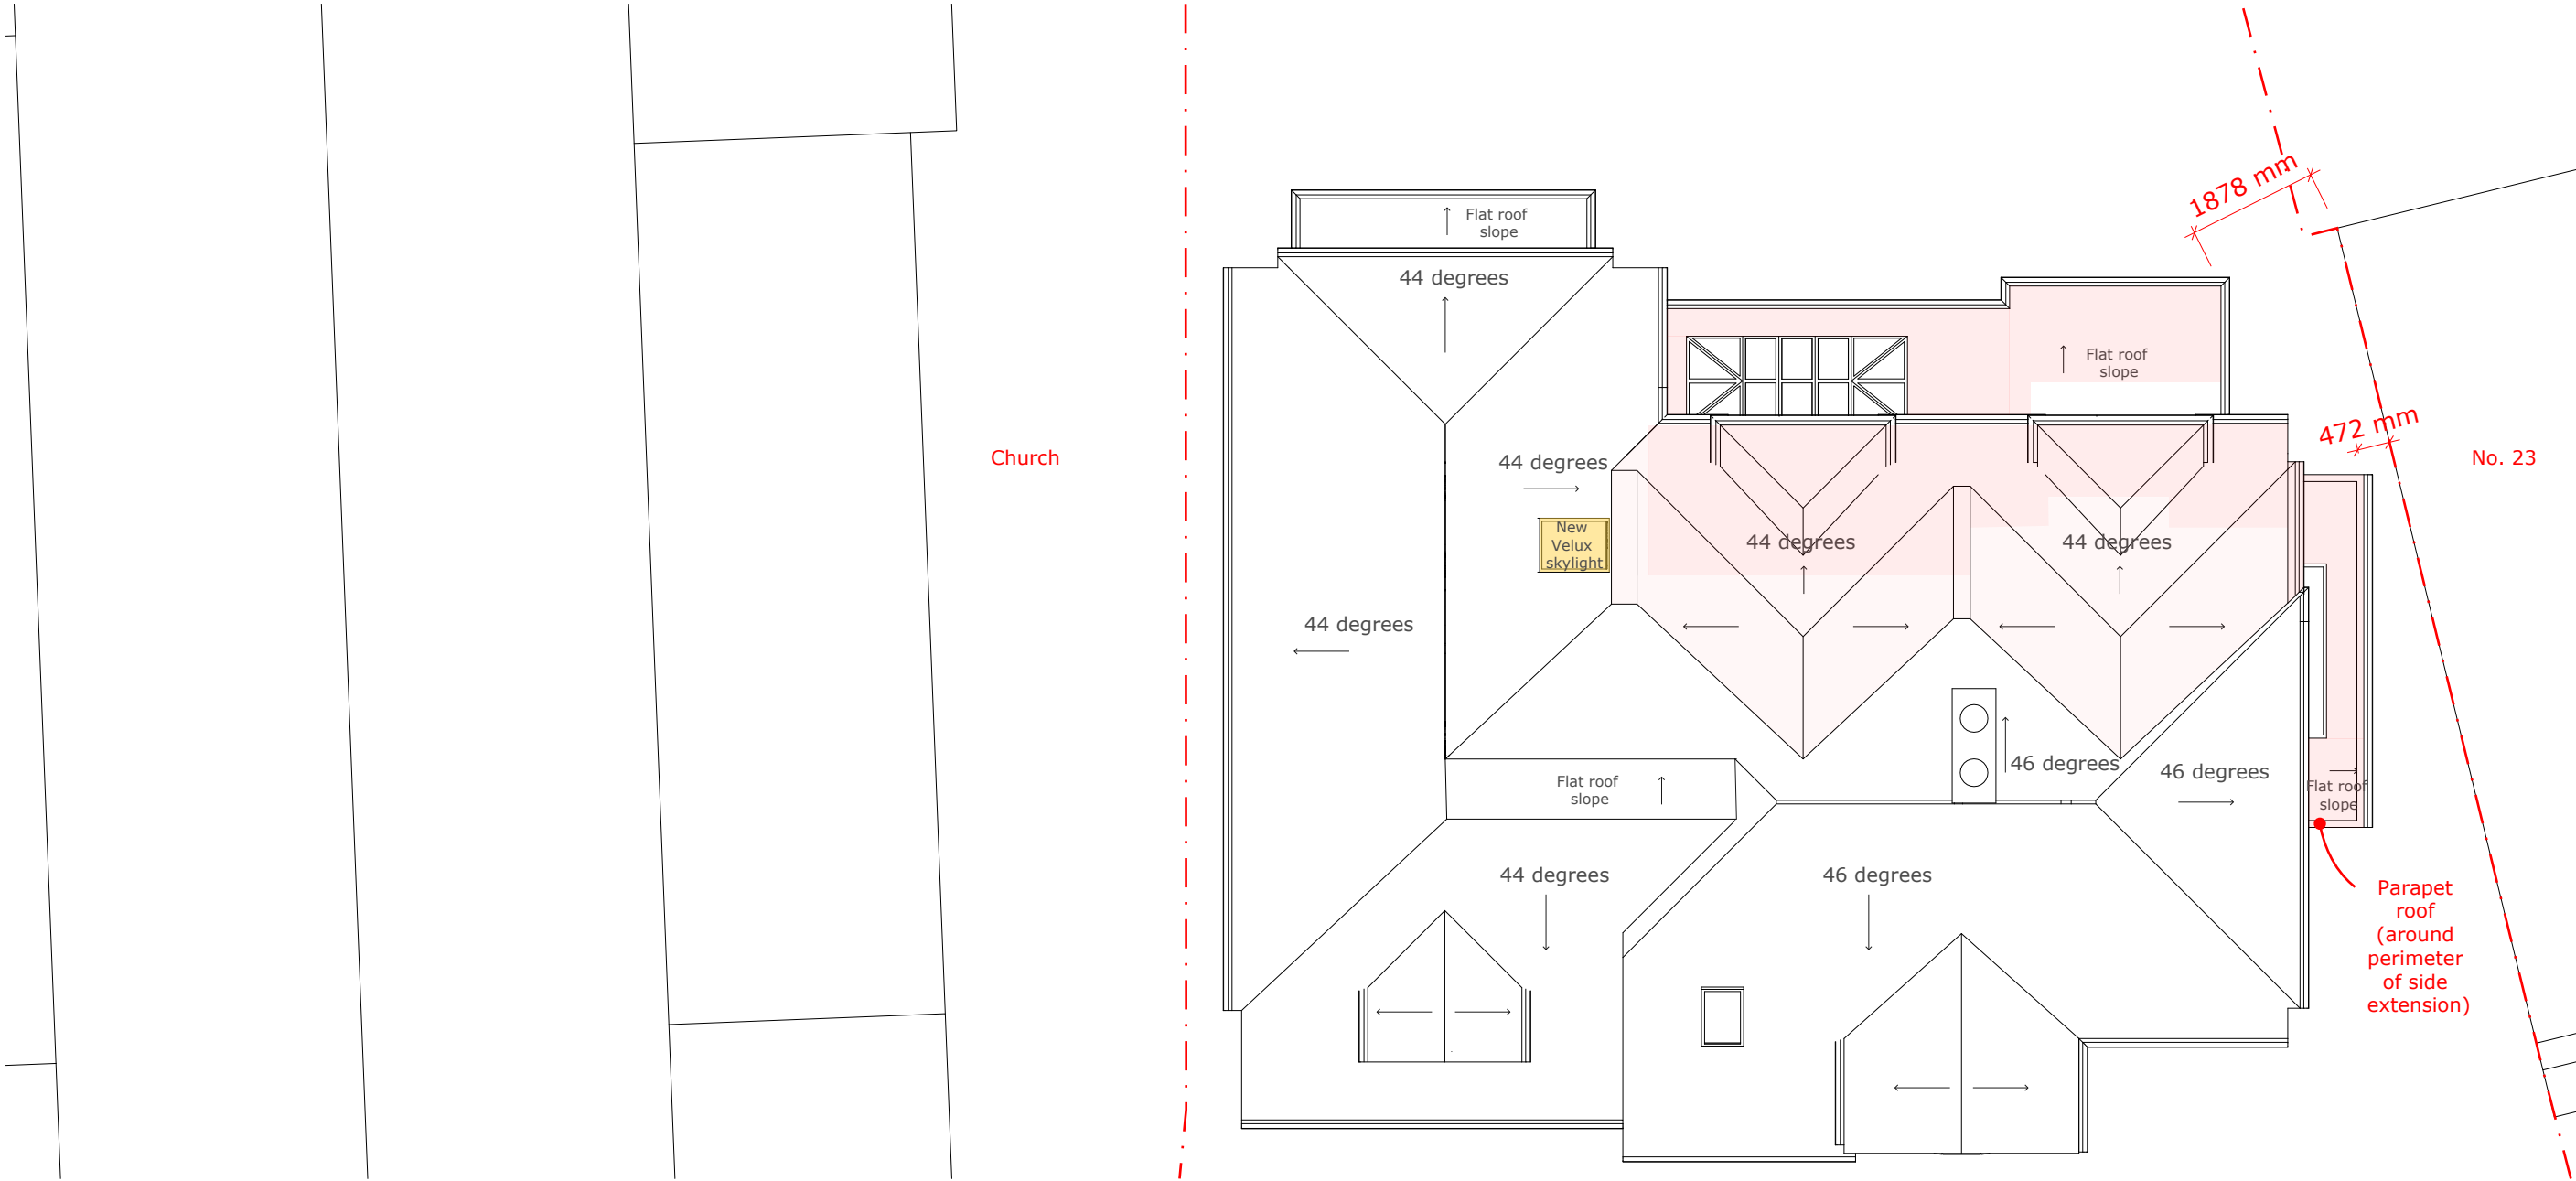 1878 mm
Flat roof
slope
44 degrees
Flat roof
slope
472 mm
Church
44 degrees
No. 23
New
Velux
skylight
44 degrees
44 degrees
44 degrees
46 degrees
46 degrees
Flat roof
slope
Flat roof
slope
44 degrees
46 degrees
Parapet
roof
(around
perimeter
of side
extension)